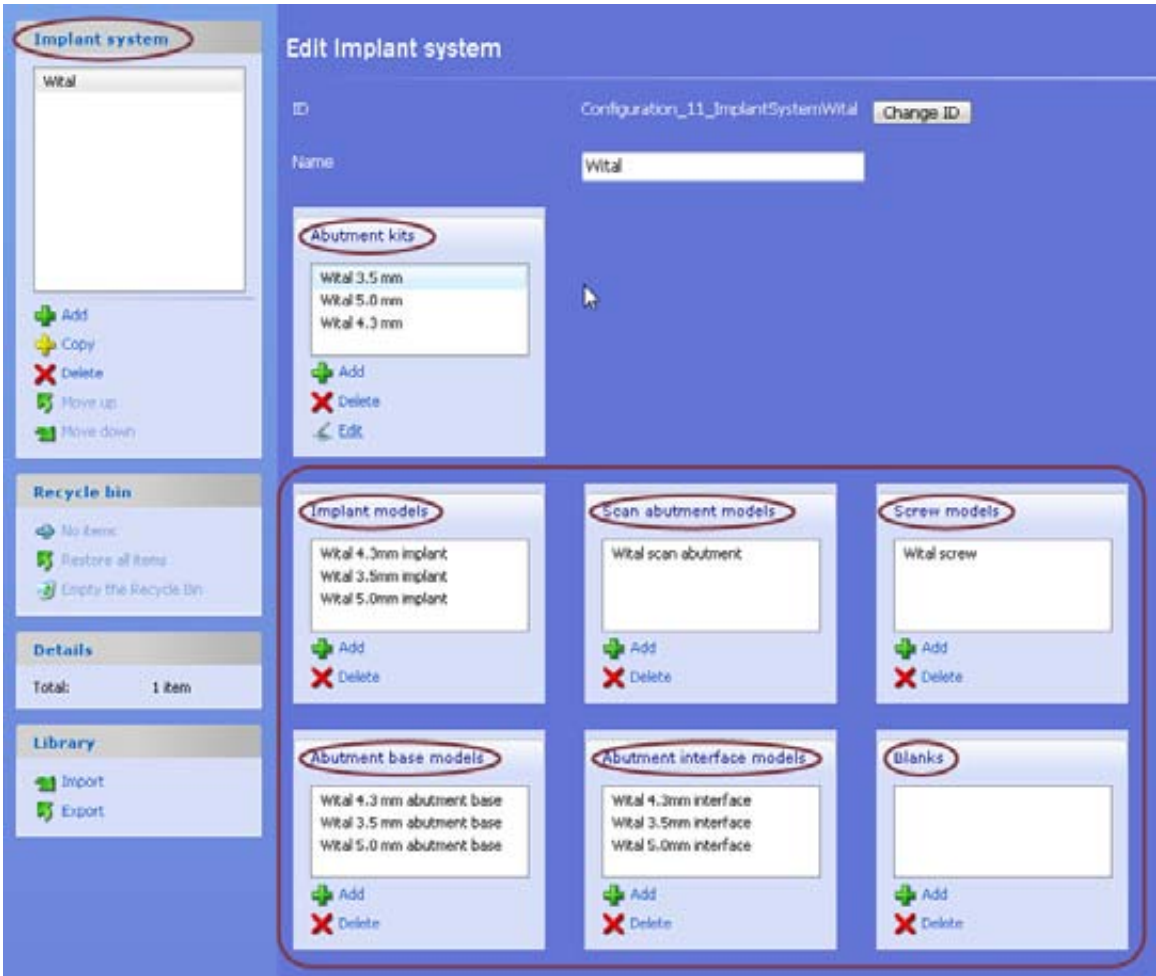 Implant system
Wital
Add
Copy
Delete
Move up
Move down
Recycle bin
No items
Restore all items
Empty the Recycle Bin
Details
Total: 1 item
Library
Import
Export
Edit Implant system
ID Configuration_11_ImplantSystemWital Change ID
Name Wital
Abutment kits
Wital 3.5 mm
Wital 5.0 mm
Wital 4.3 mm
Add
Delete
Edit
Implant models
Wital 4.3mm implant
Wital 3.5mm implant
Wital 5.0mm implant
Add
Delete
Scan abutment models
Wital scan abutment
Add
Delete
Screw models
Wital screw
Add
Delete
Abutment base models
Wital 4.3 mm abutment base
Wital 3.5 mm abutment base
Wital 5.0 mm abutment base
Add
Delete
Abutment interface models
Wital 4.3mm interface
Wital 3.5mm interface
Wital 5.0mm interface
Add
Delete
Blanks
Add
Delete